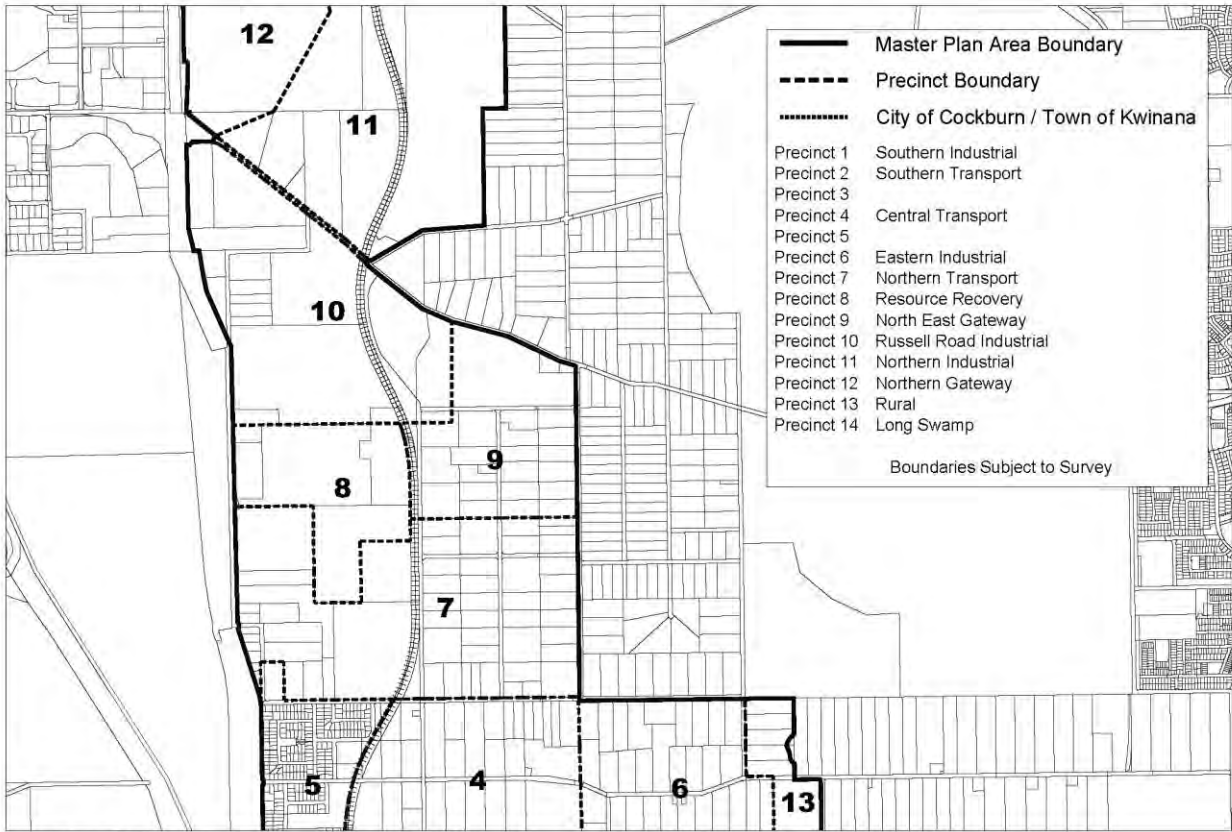 12
11
10
9
8
7
5
4
6
13
Master Plan Area Boundary
Precinct Boundary
City of Cockburn / Town of Kwinana
Precinct 1 Southern Industrial
Precinct 2 Southern Transport
Precinct 3
Precinct 4 Central Transport
Precinct 5
Precinct 6 Eastern Industrial
Precinct 7 Northern Transport
Precinct 8 Resource Recovery
Precinct 9 North East Gateway
Precinct 10 Russell Road Industrial
Precinct 11 Northern Industrial
Precinct 12 Northern Gateway
Precinct 13 Rural
Precinct 14 Long Swamp
Boundaries Subject to Survey